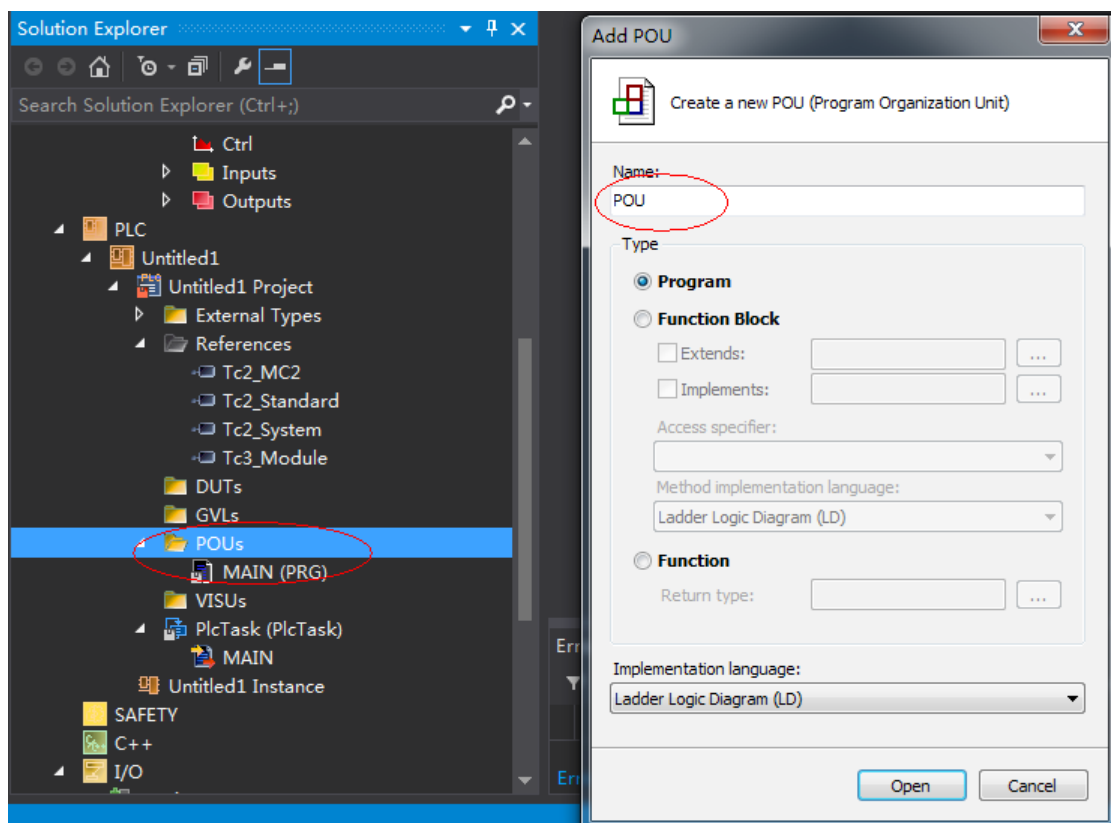 Solution Explorer
Search Solution Explorer (Ctrl+;)
Ctrl
Inputs
Outputs
PLC
Untitled1
Untitled1 Project
External Types
References
Tc2_MC2
Tc2_Standard
Tc2_System
Tc3_Module
DUTs
GVLs
POUs
MAIN (PRG)
VISUs
PlcTask (PlcTask)
MAIN
Untitled1 Instance
SAFETY
C++
I/O
Err
Err
Add POU
Create a new POU (Program Organization Unit)
Name:
POU
Type
Program
Function Block
Extends:
...
Implements:
...
Access specifier:
Method implementation language:
Ladder Logic Diagram (LD)
Function
Return type:
...
Implementation language:
Ladder Logic Diagram (LD)
Open
Cancel